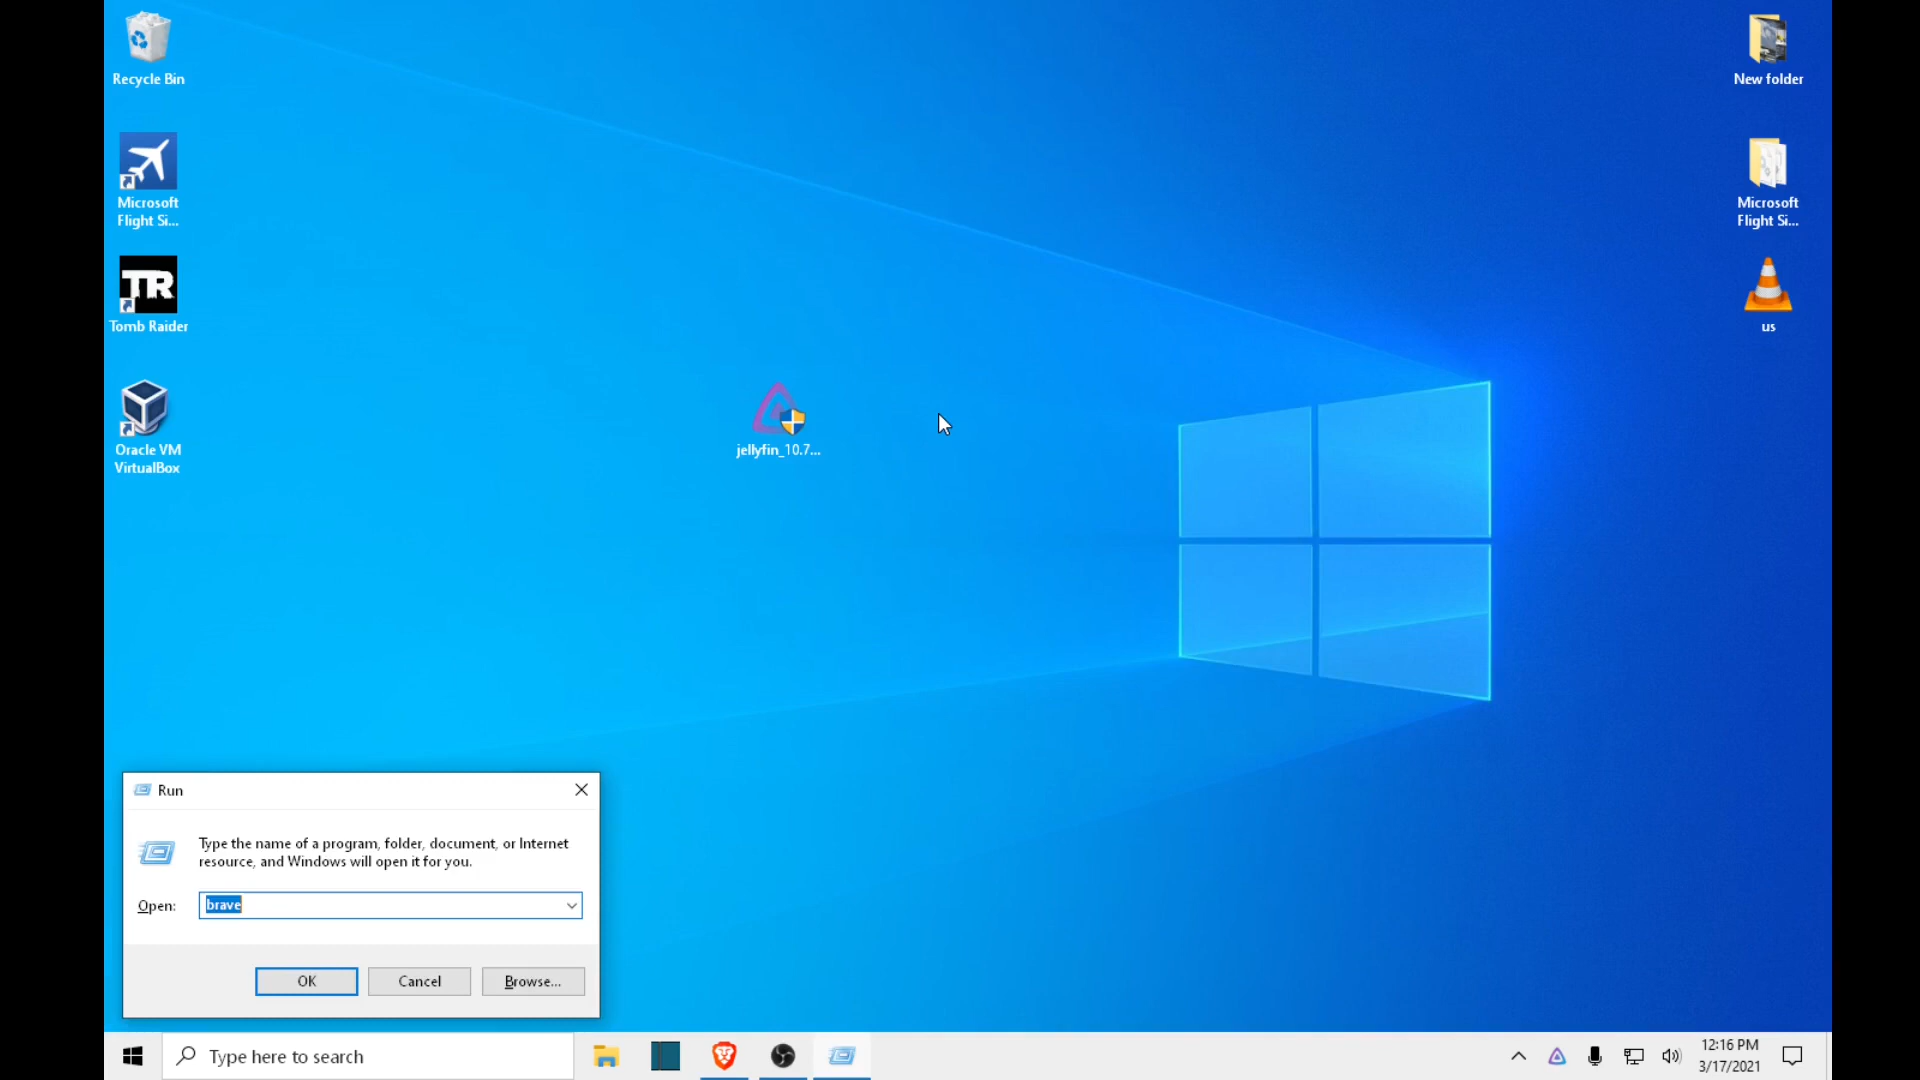 Recycle Bin
Microsoft
Flight Si...
TR
Tomb Raider
Oracle VM
VirtualBox
jellyfin_10.7...
New folder
Microsoft
Flight Si...
us
Run
Type the name of a program, folder, document, or Internet
resource, and Windows will open it for you.
Open: brave
OK Cancel Browse...
Type here to search
12:16 PM
3/17/2021